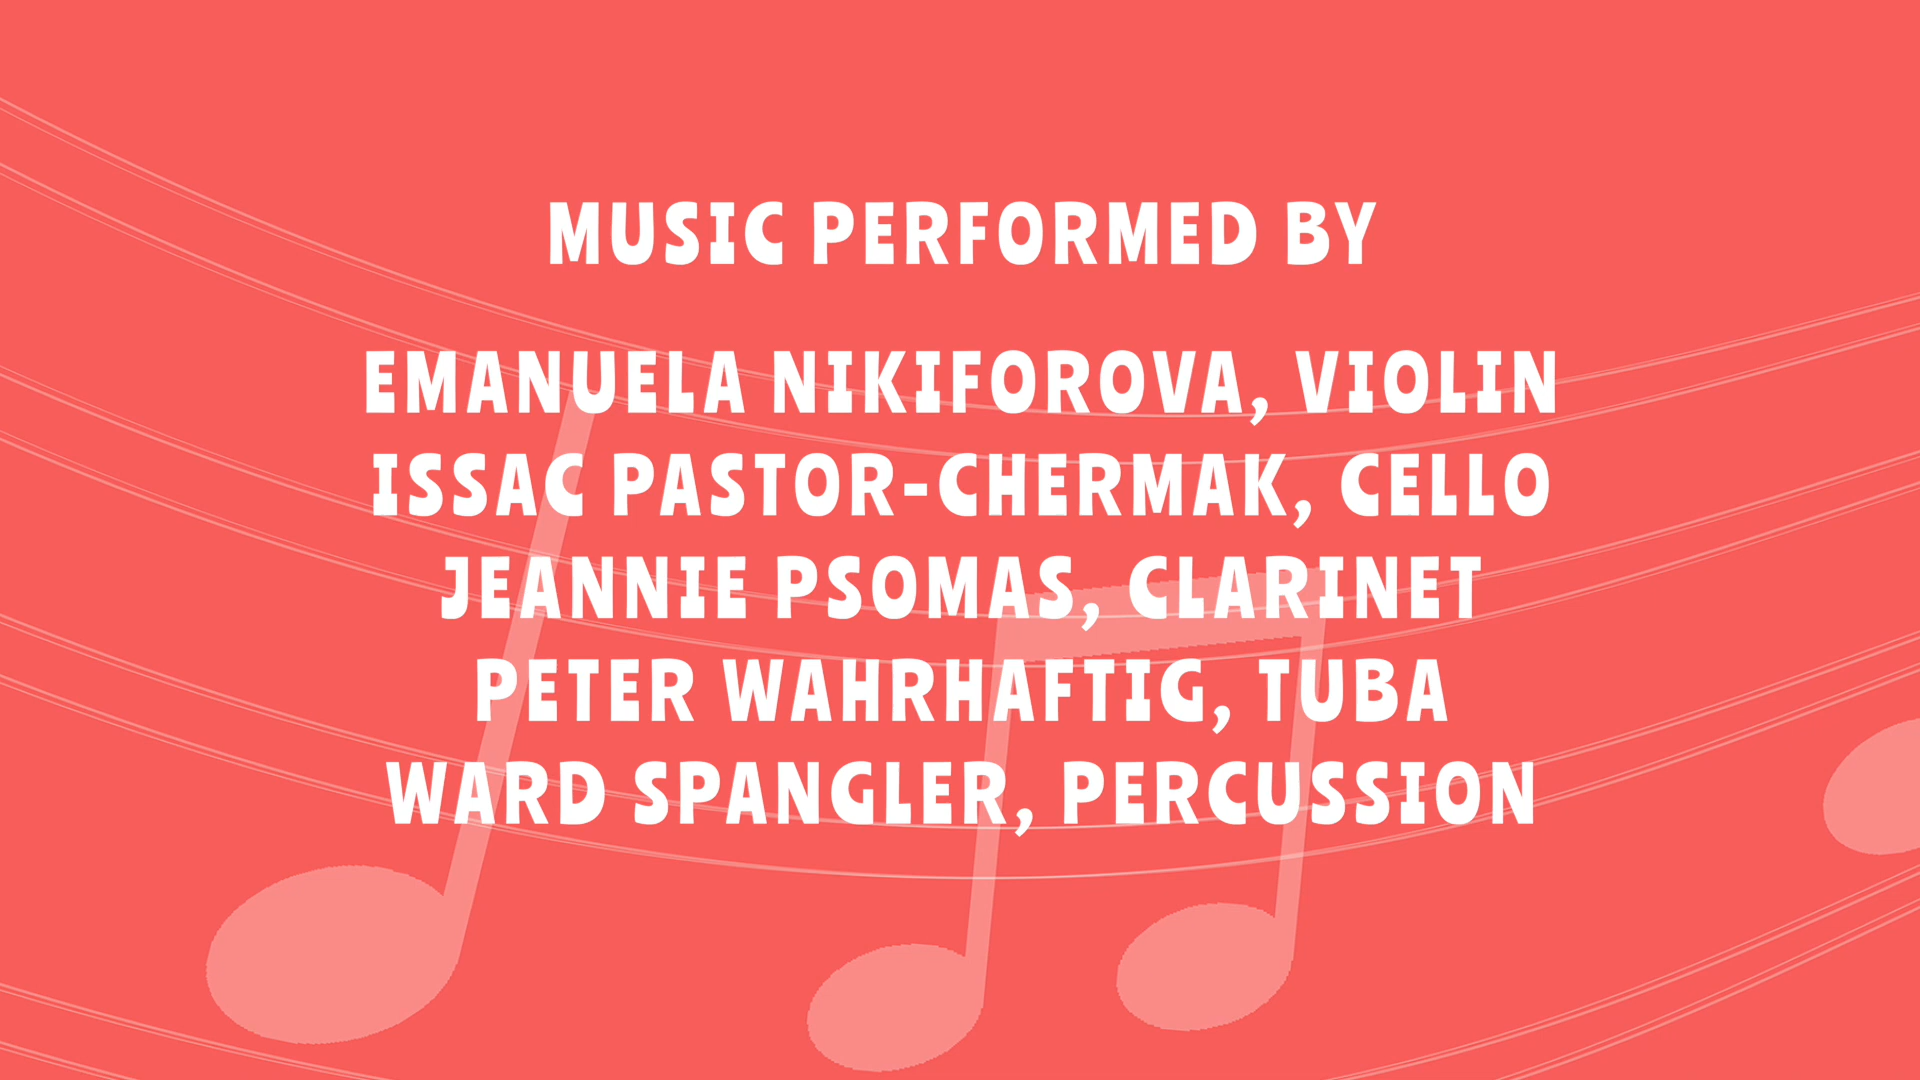 MUSIC PERFORMED BY
EMANUELA NIKIFOROVA, VIOLIN
ISSAC PASTOR-CHERMAK, CELLO
JEANNIE PSOMAS, CLARINET
PETER WAHRHAFTIG, TUBA
WARD SPANGLER, PERCUSSION